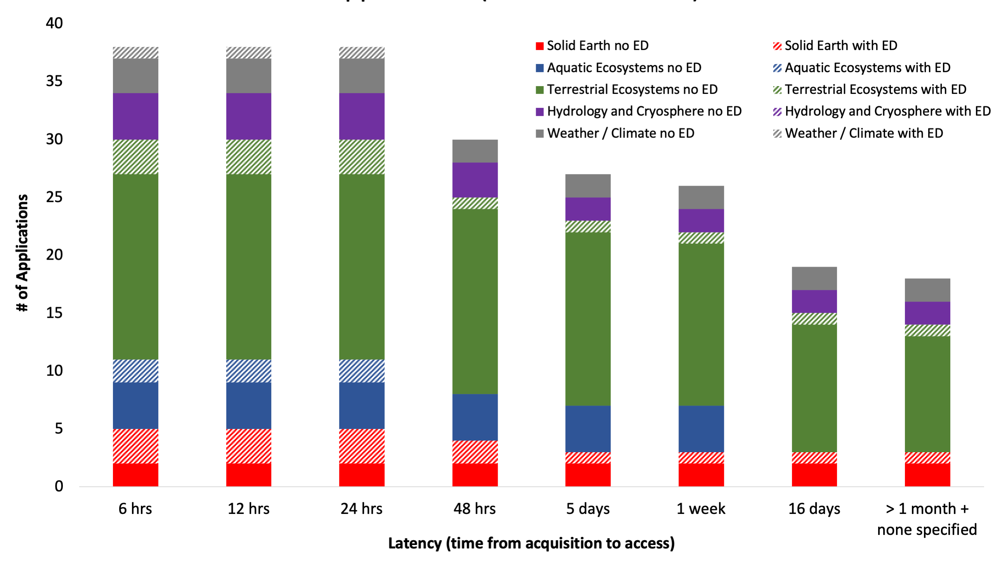 40
35
30
25
20
15
10
5
0
# of Applications
Solid Earth no ED
Solid Earth with ED
Aquatic Ecosystems no ED
Aquatic Ecosystems with ED
Terrestrial Ecosystems no ED
Terrestrial Ecosystems with ED
Hydrology and Cryosphere no ED
Hydrology and Cryosphere with ED
Weather / Climate no ED
Weather / Climate with ED
6 hrs
12 hrs
24 hrs
48 hrs
5 days
1 week
16 days
> 1 month +
none specified
Latency (time from acquisition to access)